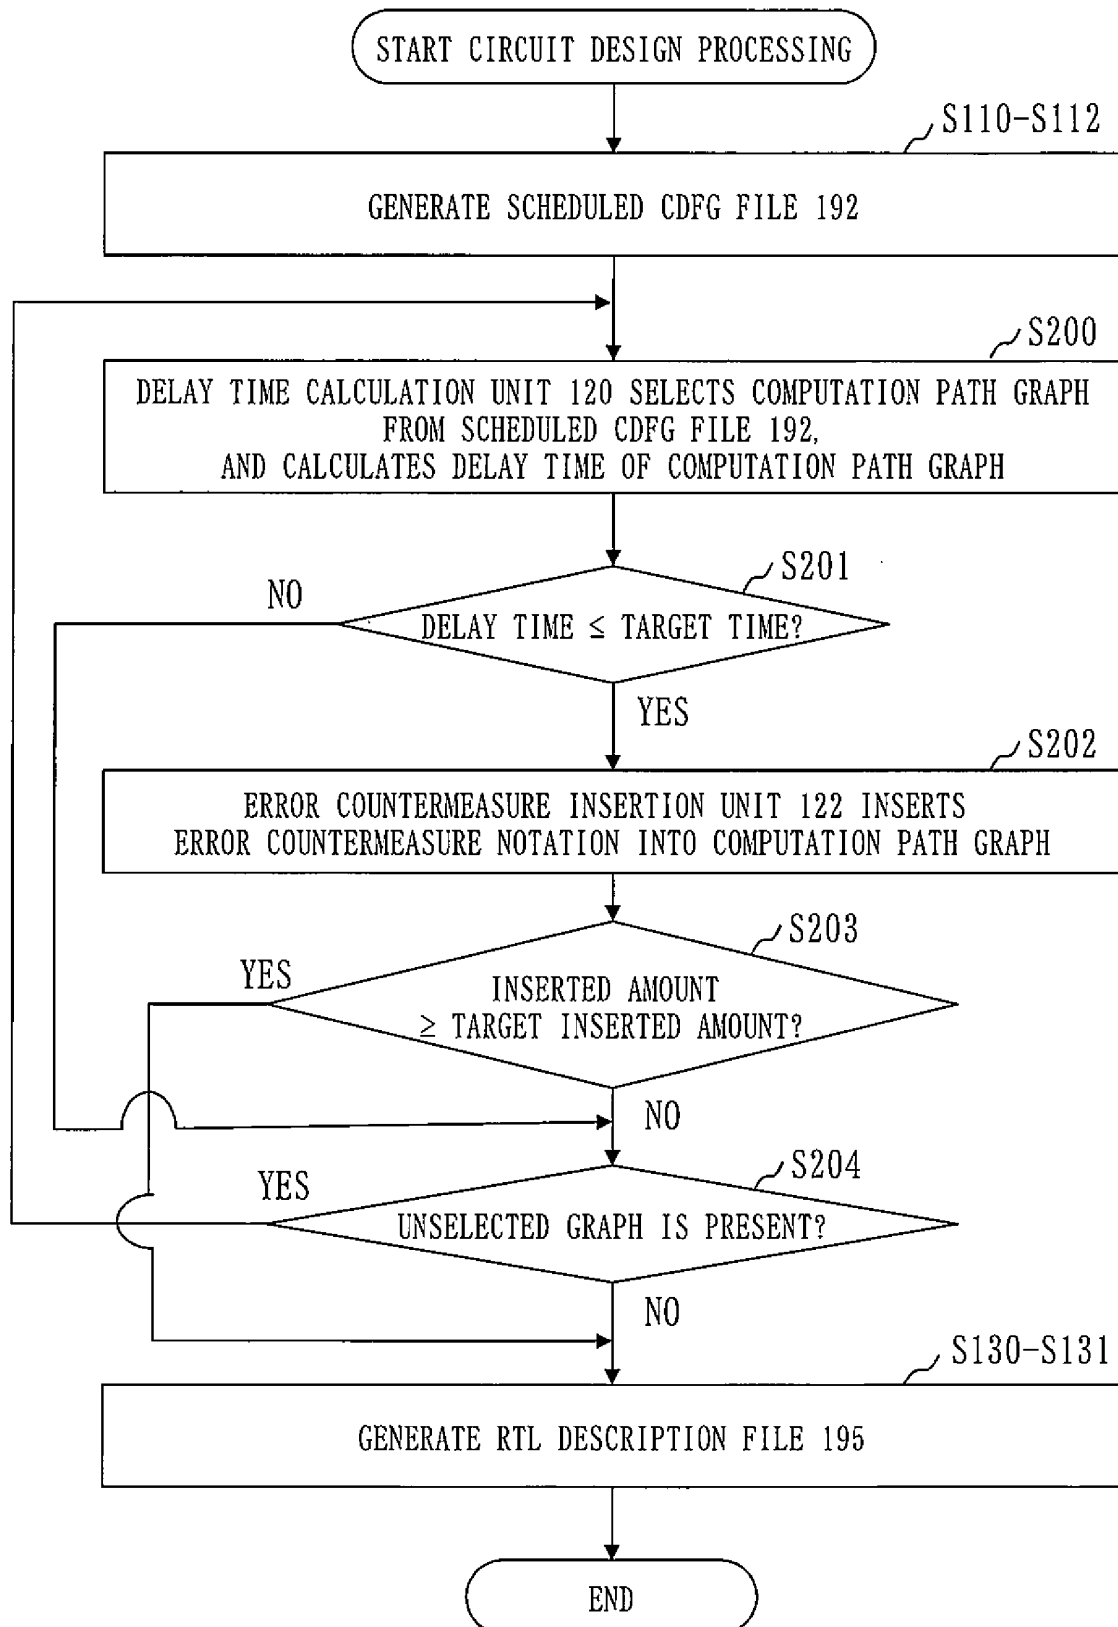 START CIRCUIT DESIGN PROCESSING
S110-S112
GENERATE SCHEDULED CDFG FILE 192
S200
DELAY TIME CALCULATION UNIT 120 SELECTS COMPUTATION PATH GRAPH
FROM SCHEDULED CDFG FILE 192,
AND CALCULATES DELAY TIME OF COMPUTATION PATH GRAPH
S201
NO
DELAY TIME ≤ TARGET TIME?
YES
S202
ERROR COUNTERMEASURE INSERTION UNIT 122 INSERTS
ERROR COUNTERMEASURE NOTATION INTO COMPUTATION PATH GRAPH
S203
YES
INSERTED AMOUNT
≥ TARGET INSERTED AMOUNT?
NO
S204
YES
UNSELECTED GRAPH IS PRESENT?
NO
S130-S131
GENERATE RTL DESCRIPTION FILE 195
END